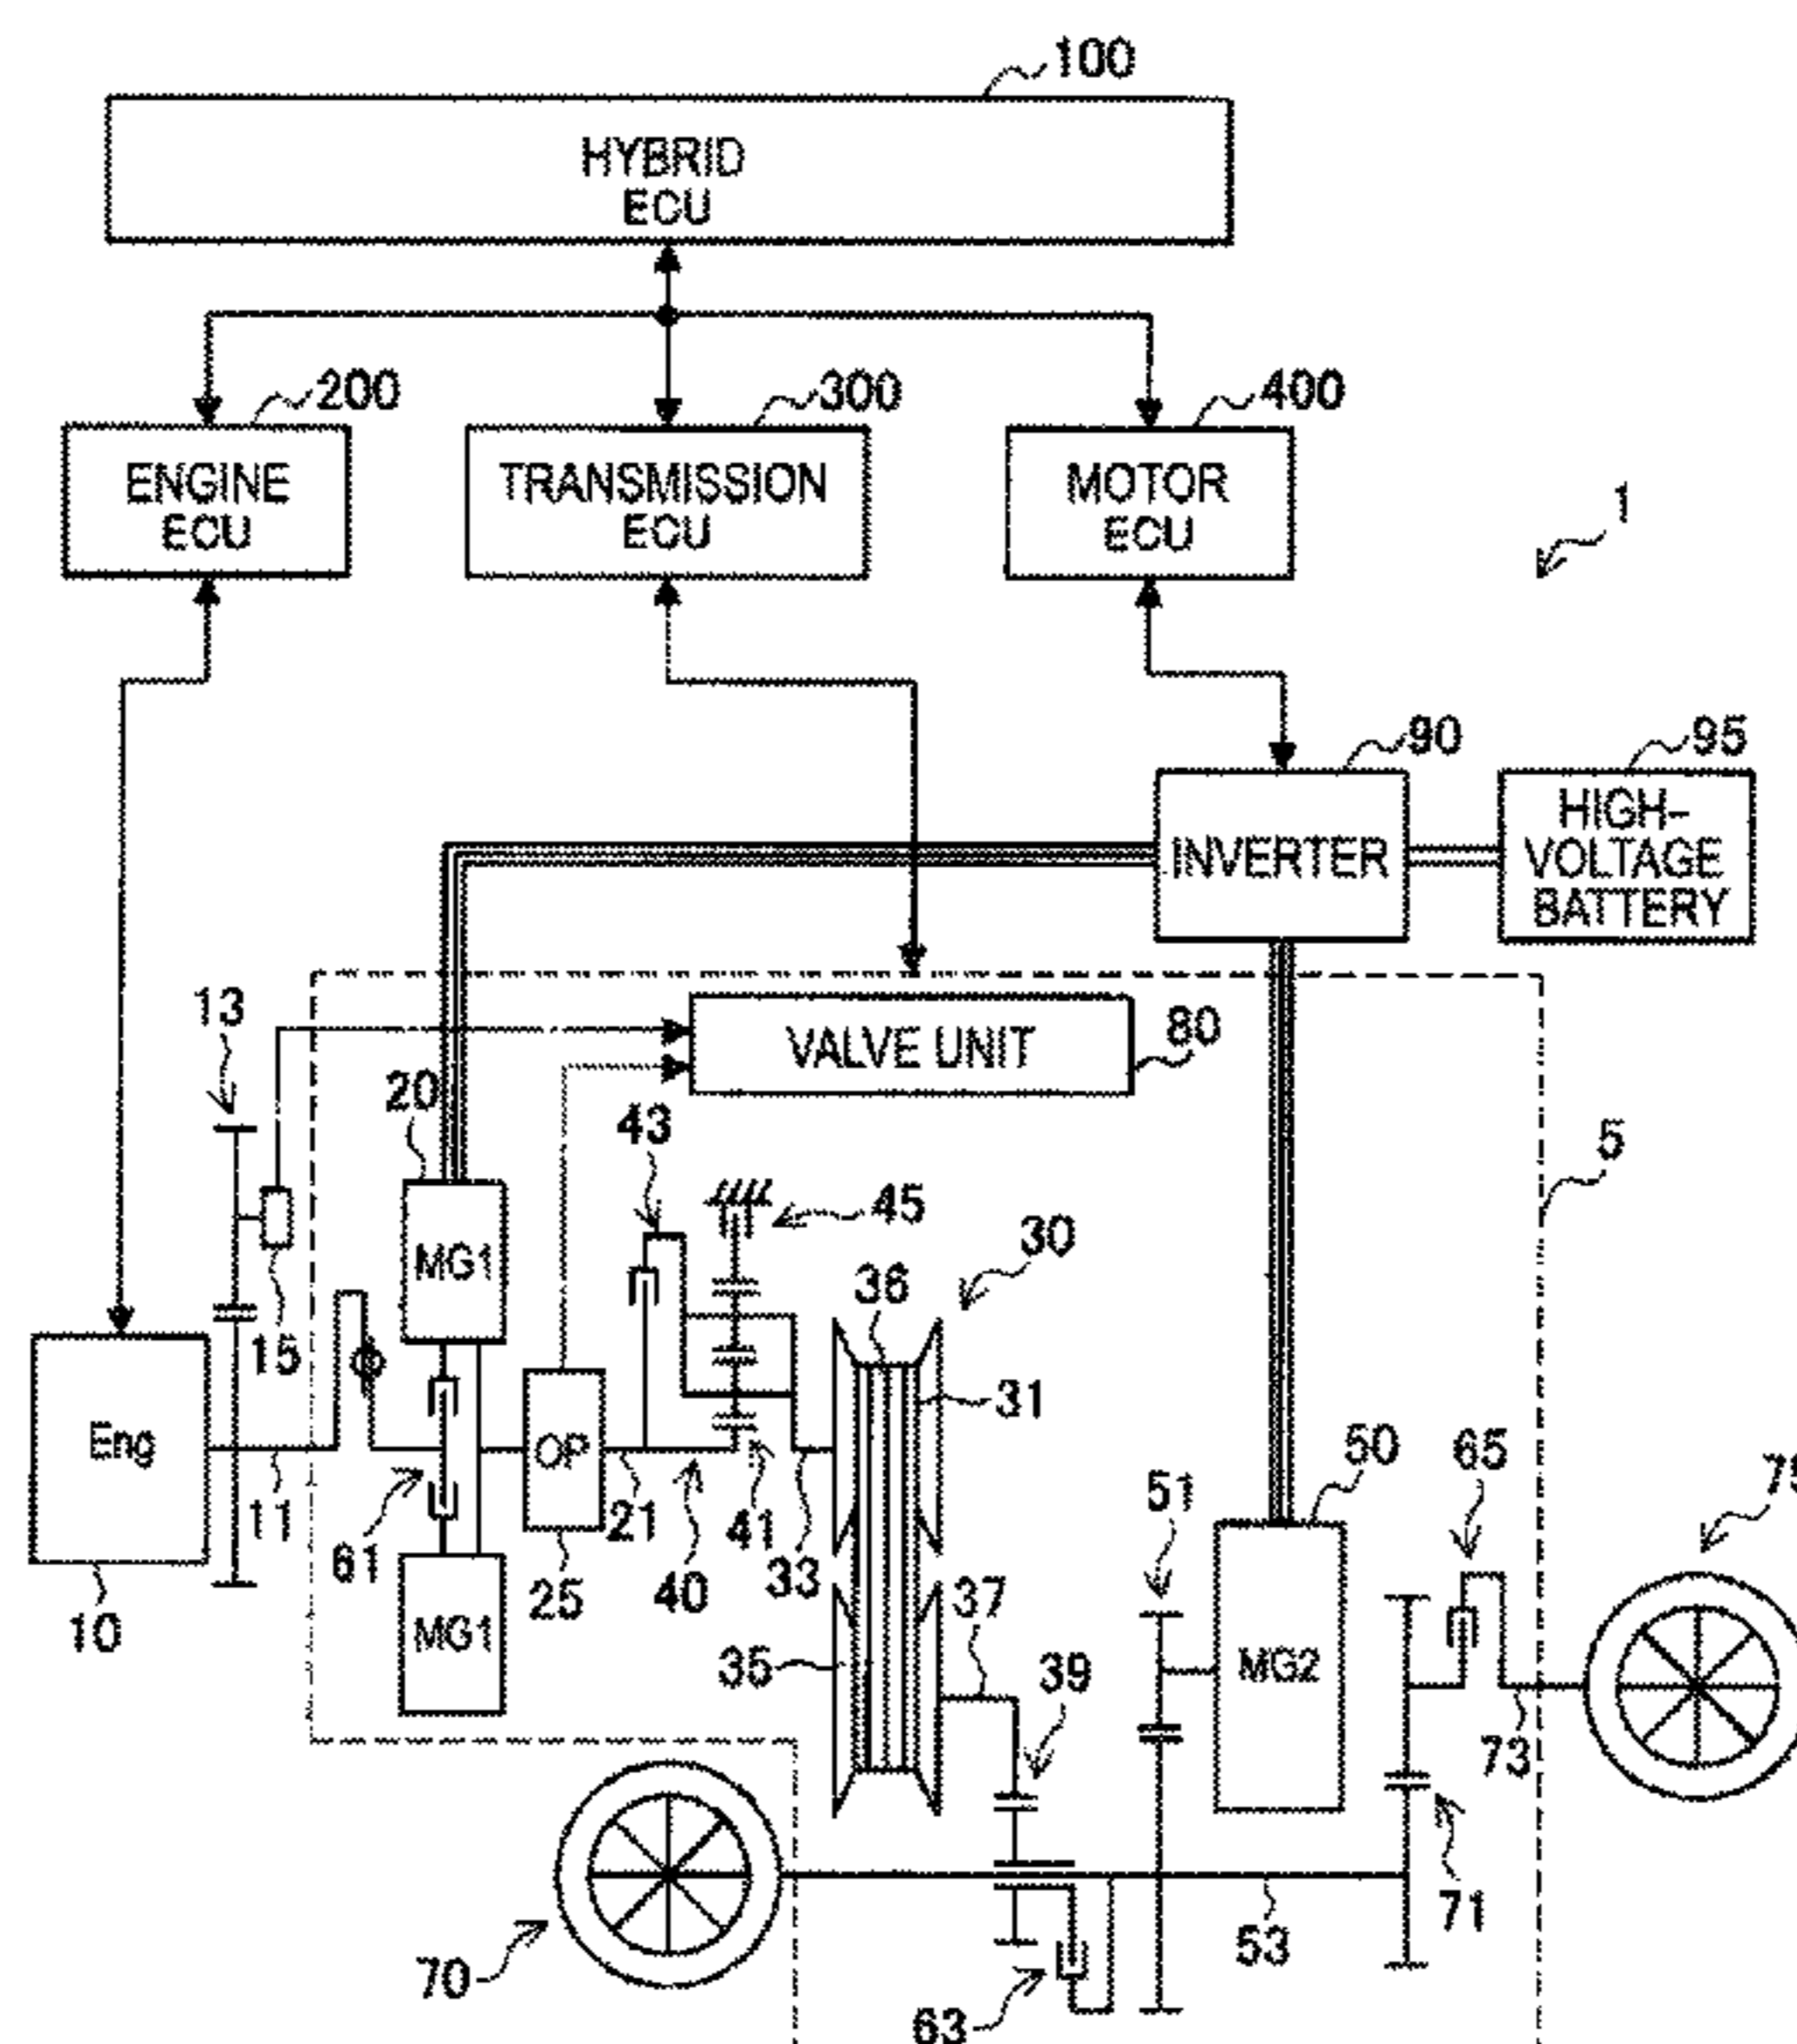 100
HYBRID
ECU
200
300
400
ENGINE
ECU
TRANSMISSION
ECU
MOTOR
ECU
1
90
95
INVERTER
HIGH-
VOLTAGE
BATTERY
13
20
VALVE UNIT
80
43
45
5
30
MG1
36
15
31
Eng
OP
50
65
51
11
61
21
41
33
25
40
37
10
MG1
35
39
MG2
73
71
53
70
63